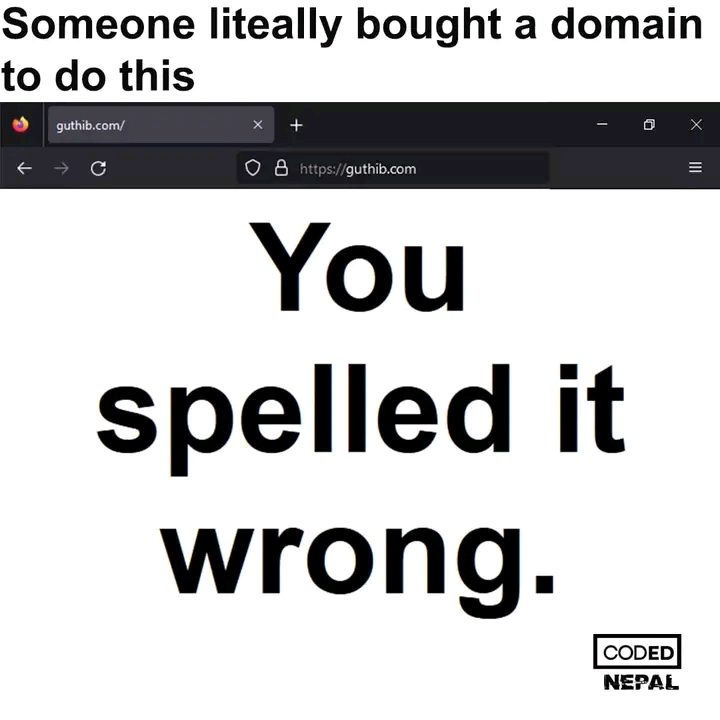 Someone liteally bought a domain
to do this
guthib.com/
https://guthib.com
You
spelled it
wrong.
CODED
NEPAL